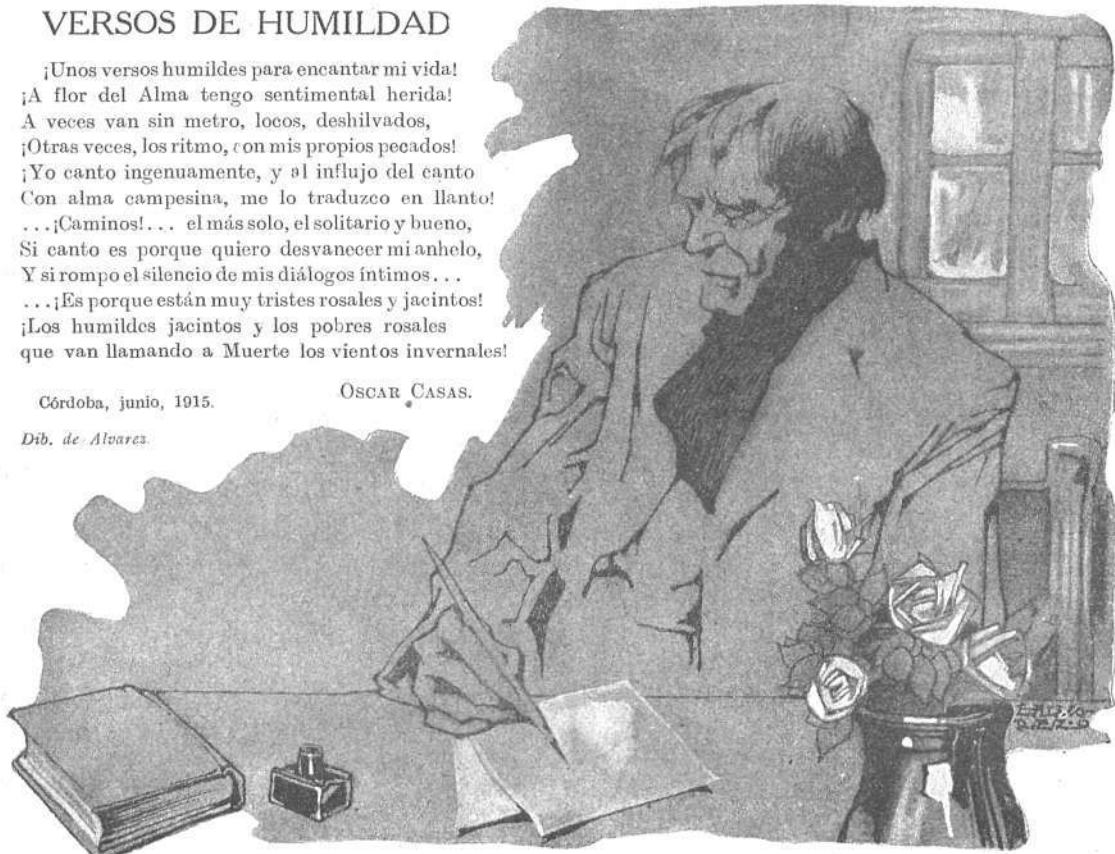 VERSOS DE HUMILDAD
¡Unos versos humildes para encantar mi vida!
¡A flor del Alma tengo sentimental herida!
A veces van sin metro, locos, deshilvados,
¡Otras veces, los ritmo, con mis propios pecados!
¡Yo canto ingenuamente, y al influjo del canto
Con alma campesina, me lo traduzco en llanto!
...¡Caminos!... el más solo, el solitario y bueno,
Si canto es porque quiero desvanecer mi anhelo,
Y si rompo el silencio de mis diálogos íntimos...
...¡Es porque están muy tristes rosales y jacintos!
¡Los humildes jacintos y los pobres rosales
que van llamando a Muerte los vientos invernales!
OSCAR CASAS.
Córdoba, junio, 1915.
Dib. de Alvarez.